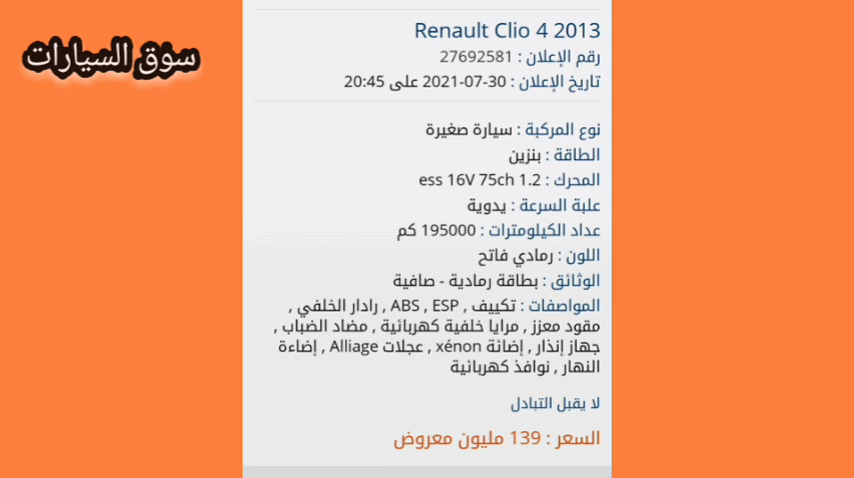 سوق السيارات
Renault Clio 4 2013
رقم الإعلان : 27692581
تاريخ الإعلان : 30-07-2021 على 20:45
نوع المركبة : سيارة صغيرة
الطاقة : بنزين
المحرك : 1.2 ess 16V 75ch
علبة السرعة : يدوية
عداد الكيلومترات : 195000 كم
اللون : رمادي فاتح
الوثائق : بطاقة رمادية - صافية
المواصفات : تكييف , ABS , ESP , رادار الخلفي ,
مقود معزز , مرايا خلفية كهربائية , مضاد الضباب ,
جهاز إنذار , إضائة xénon , عجلات Alliage , إضاءة
النهار , نوافذ كهربائية
لا يقبل التبادل
السعر : 139 مليون معروض